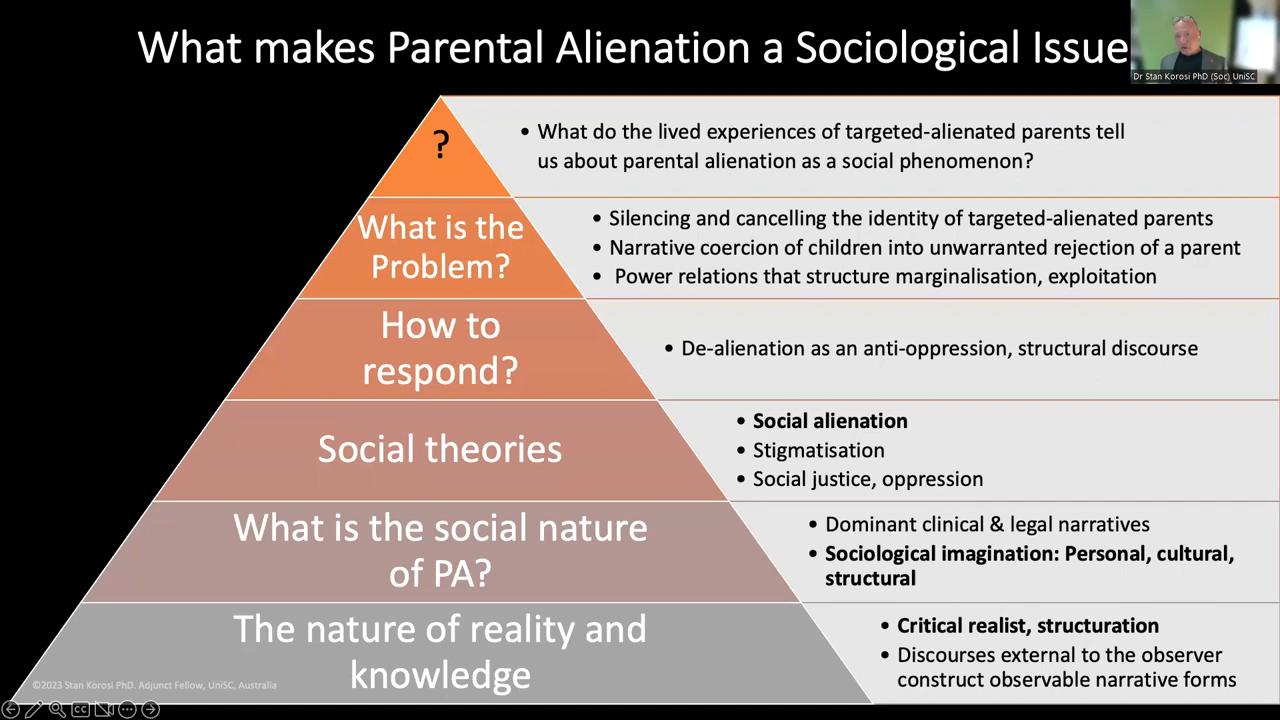 What makes Parental Alienation a Sociological Issue
Dr Stan Korosi PhD (Soc) UniSC
?
• What do the lived experiences of targeted-alienated parents tell
us about parental alienation as a social phenomenon?
What is the
Problem?
• Silencing and cancelling the identity of targeted-alienated parents
• Narrative coercion of children into unwarranted rejection of a parent
• Power relations that structure marginalisation, exploitation
How to
respond?
• De-alienation as an anti-oppression, structural discourse
Social theories
• Social alienation
• Stigmatisation
• Social justice, oppression
What is the social nature
of PA?
• Dominant clinical & legal narratives
• Sociological imagination: Personal, cultural,
structural
The nature of reality and
knowledge
• Critical realist, structuration
• Discourses external to the observer
construct observable narrative forms
©2023 Stan Korosi PhD. Adjunct Fellow, UniSC, Australia
CC